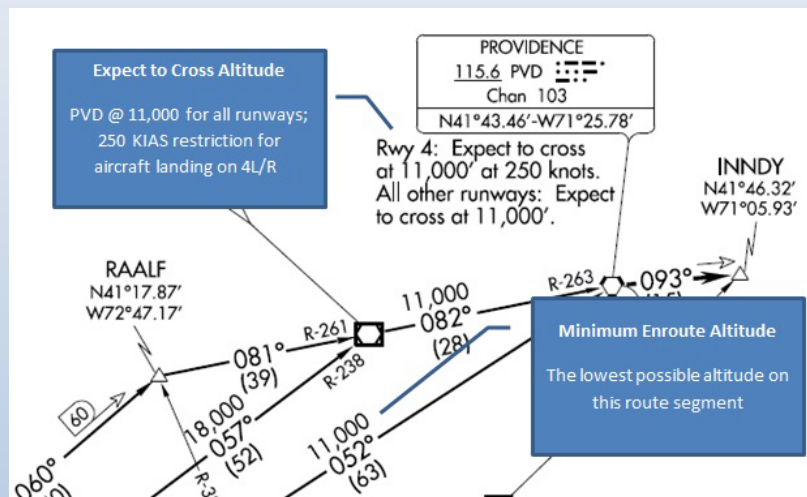 Expect to Cross Altitude
PVD @ 11,000 for all runways;
250 KIAS restriction for
aircraft landing on 4L/R
PROVIDENCE
115.6 PVD
Chan 103
N41°43.46'-W71°25.78'
Rwy 4: Expect to cross
at 11,000' at 250 knots.
All other runways: Expect
to cross at 11,000'.
INNDY
N41°46.32'
W71°05.93'
RAALF
N41°17.87'
W72°47.17'
R-263
093°
11,000
082°
(28)
R-261
081°
(39)
R-238
Minimum Enroute Altitude
The lowest possible altitude on
this route segment
60
18,000
057°
(52)
11,000
052°
(63)
060°